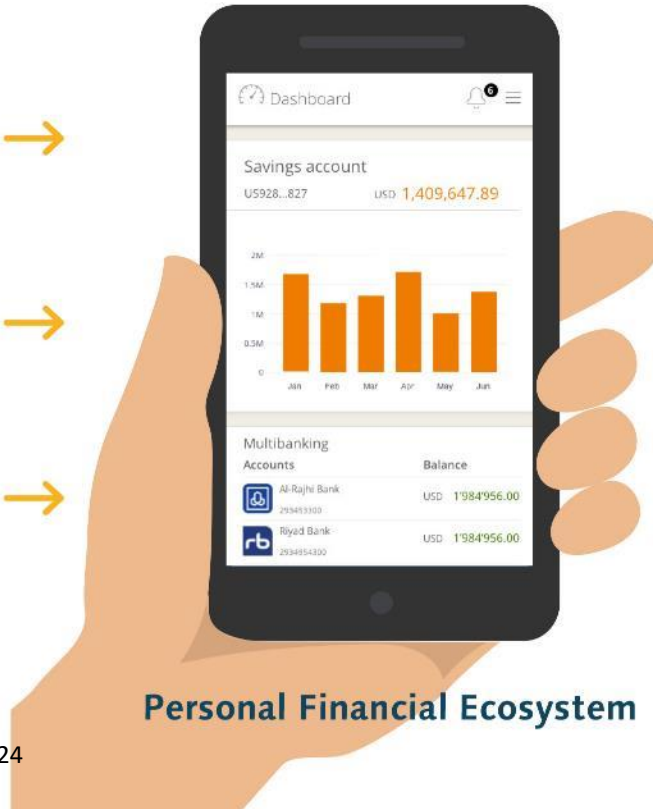 Dashboard
6
Savings account
US928...827 USD 1,409,647.89
2M
1.5M
1M
0.5M
0
Jan Feb Mar Apr May Jun
Multibanking
Accounts Balance
Al-Rajhi Bank
USD 1'984'956.00
293453300
rb
Riyad Bank
USD 1'984'956.00
2934954300
Personal Financial Ecosystem
24